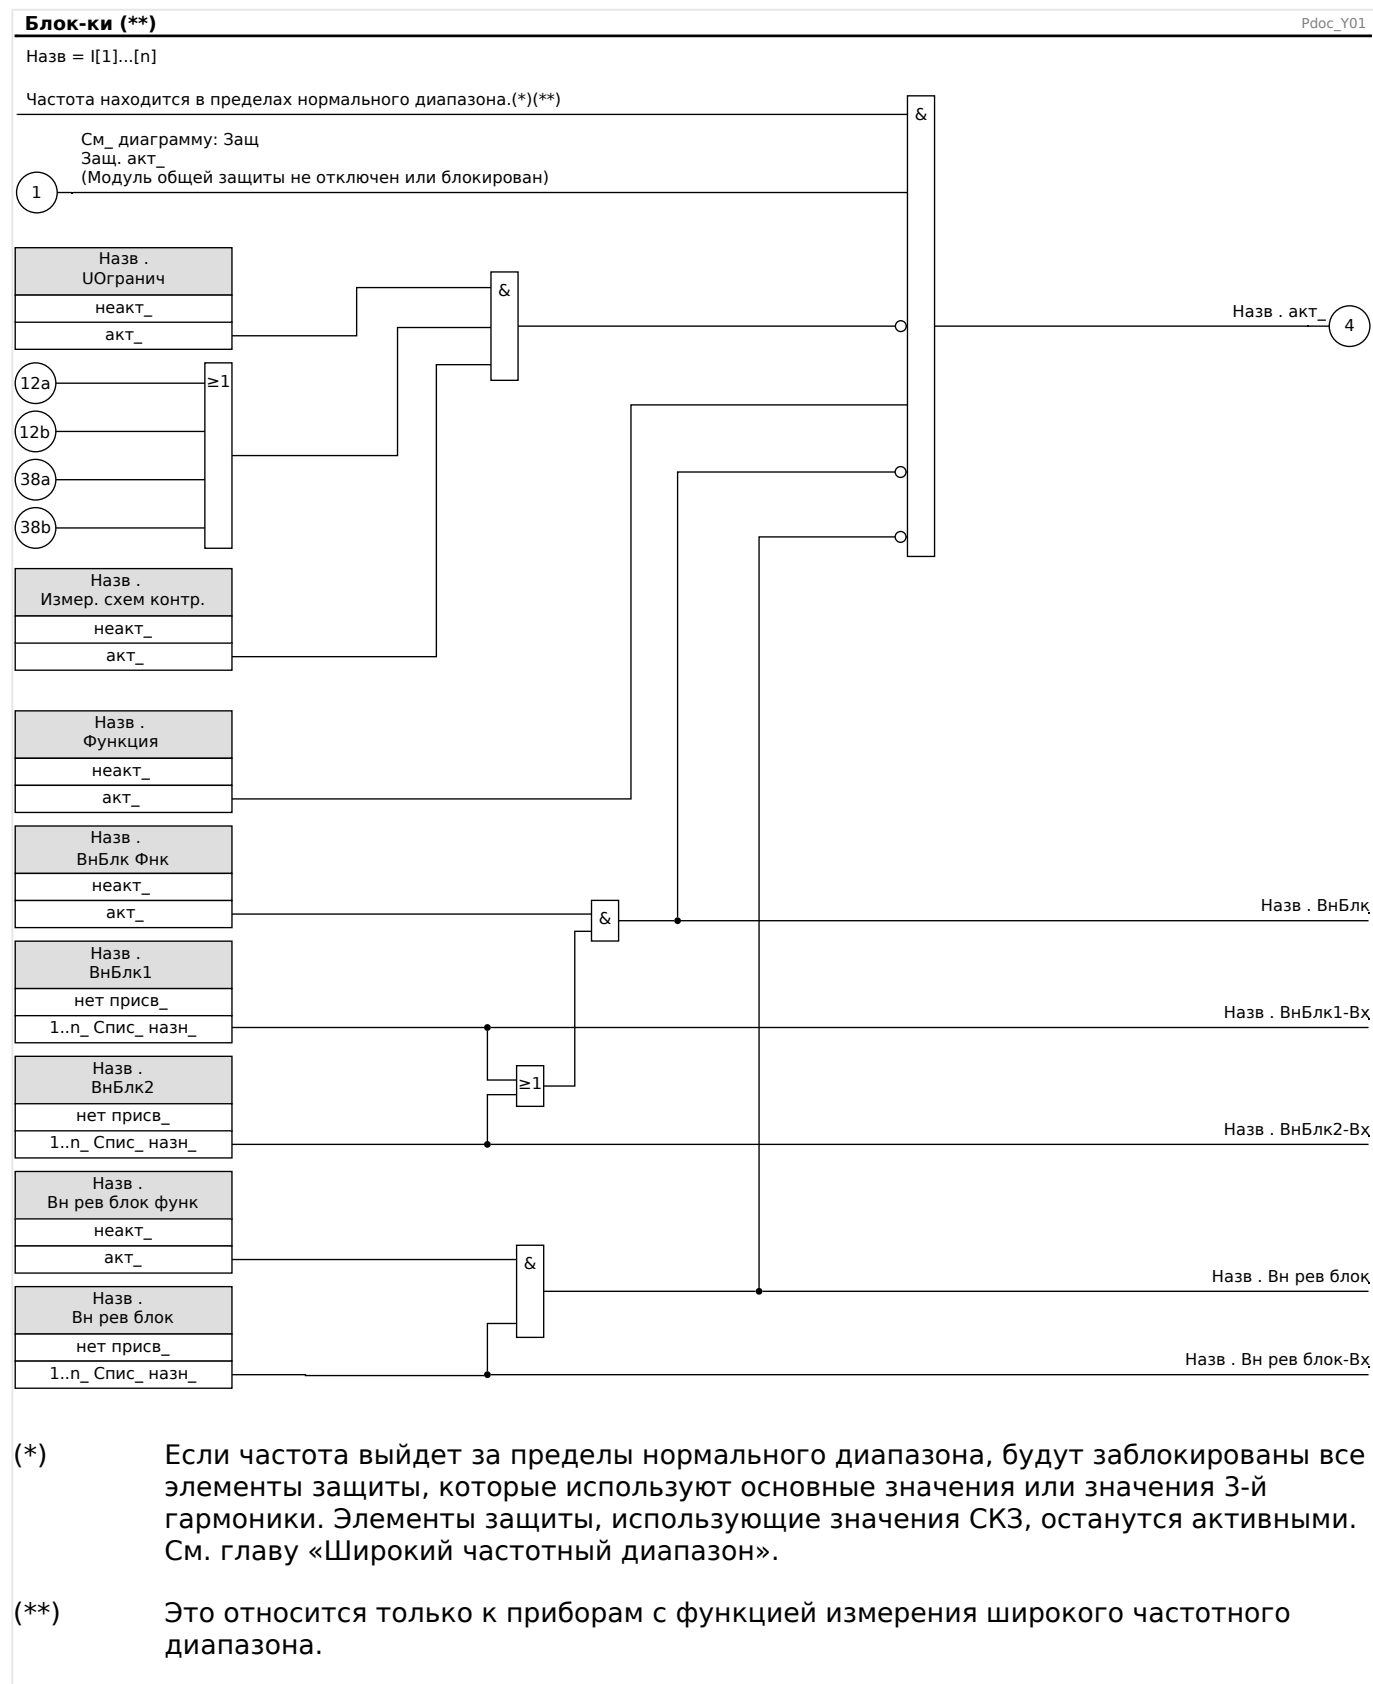 Блок-ки (**)
Pdoc_Y01
Назв = I[1]...[n]
Частота находится в пределах нормального диапазона.(*)(**)
&
См_ диаграмму: Защ
Защ. акт_
(Модуль общей защиты не отключен или блокирован)
1
Назв .
UОгранич
неакт_
акт_
&
Назв . акт_
4
12a
≥1
12b
38a
38b
Назв .
Измер. схем контр.
неакт_
акт_
Назв .
Функция
неакт_
акт_
Назв .
ВнБлк Фнк
неакт_
акт_
&
Назв . ВнБлк
Назв .
ВнБлк1
нет присв_
1..n_ Спис_ назн_
Назв . ВнБлк1-Вх
Назв .
ВнБлк2
≥1
нет присв_
1..n_ Спис_ назн_
Назв . ВнБлк2-Вх
Назв .
Вн рев блок функ
неакт_
акт_
&
Назв . Вн рев блок
Назв .
Вн рев блок
нет присв_
1..n_ Спис_ назн_
Назв . Вн рев блок-Вх
(*) Если частота выйдет за пределы нормального диапазона, будут заблокированы все
элементы защиты, которые используют основные значения или значения 3-й
гармоники. Элементы защиты, использующие значения СКЗ, останутся активными.
См. главу «Широкий частотный диапазон».
(**) Это относится только к приборам с функцией измерения широкого частотного
диапазона.